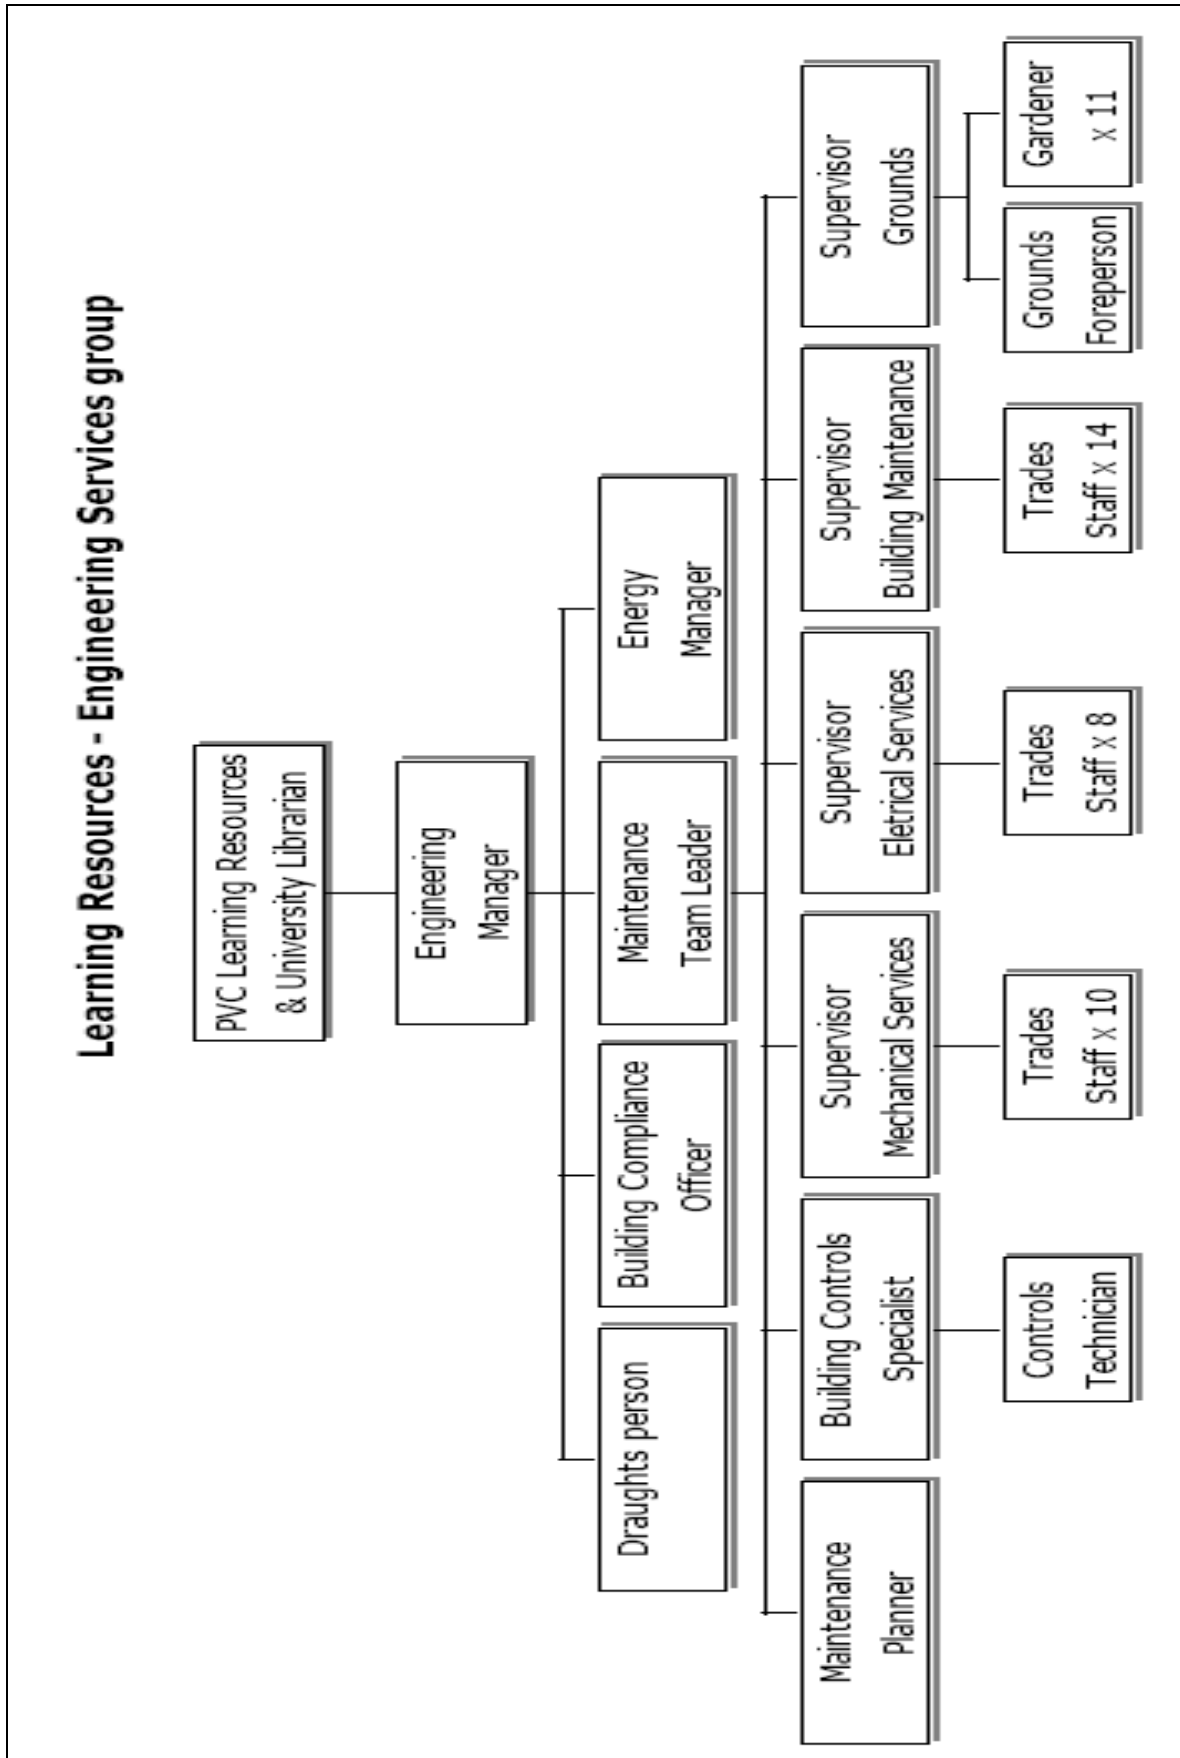 Learning Resources - Engineering Services group
PVC Learning Resources
& University Librarian
Engineering
Manager
Draughts person
Building Compliance
Officer
Maintenance
Team Leader
Energy
Manager
Maintenance
Planner
Building Controls
Specialist
Supervisor
Mechanical Services
Supervisor
Eletrical Services
Supervisor
Building Maintenance
Supervisor
Grounds
Controls
Technician
Trades
Staff x 10
Trades
Staff x 8
Trades
Staff x 14
Grounds
Foreperson
Gardener
x 11